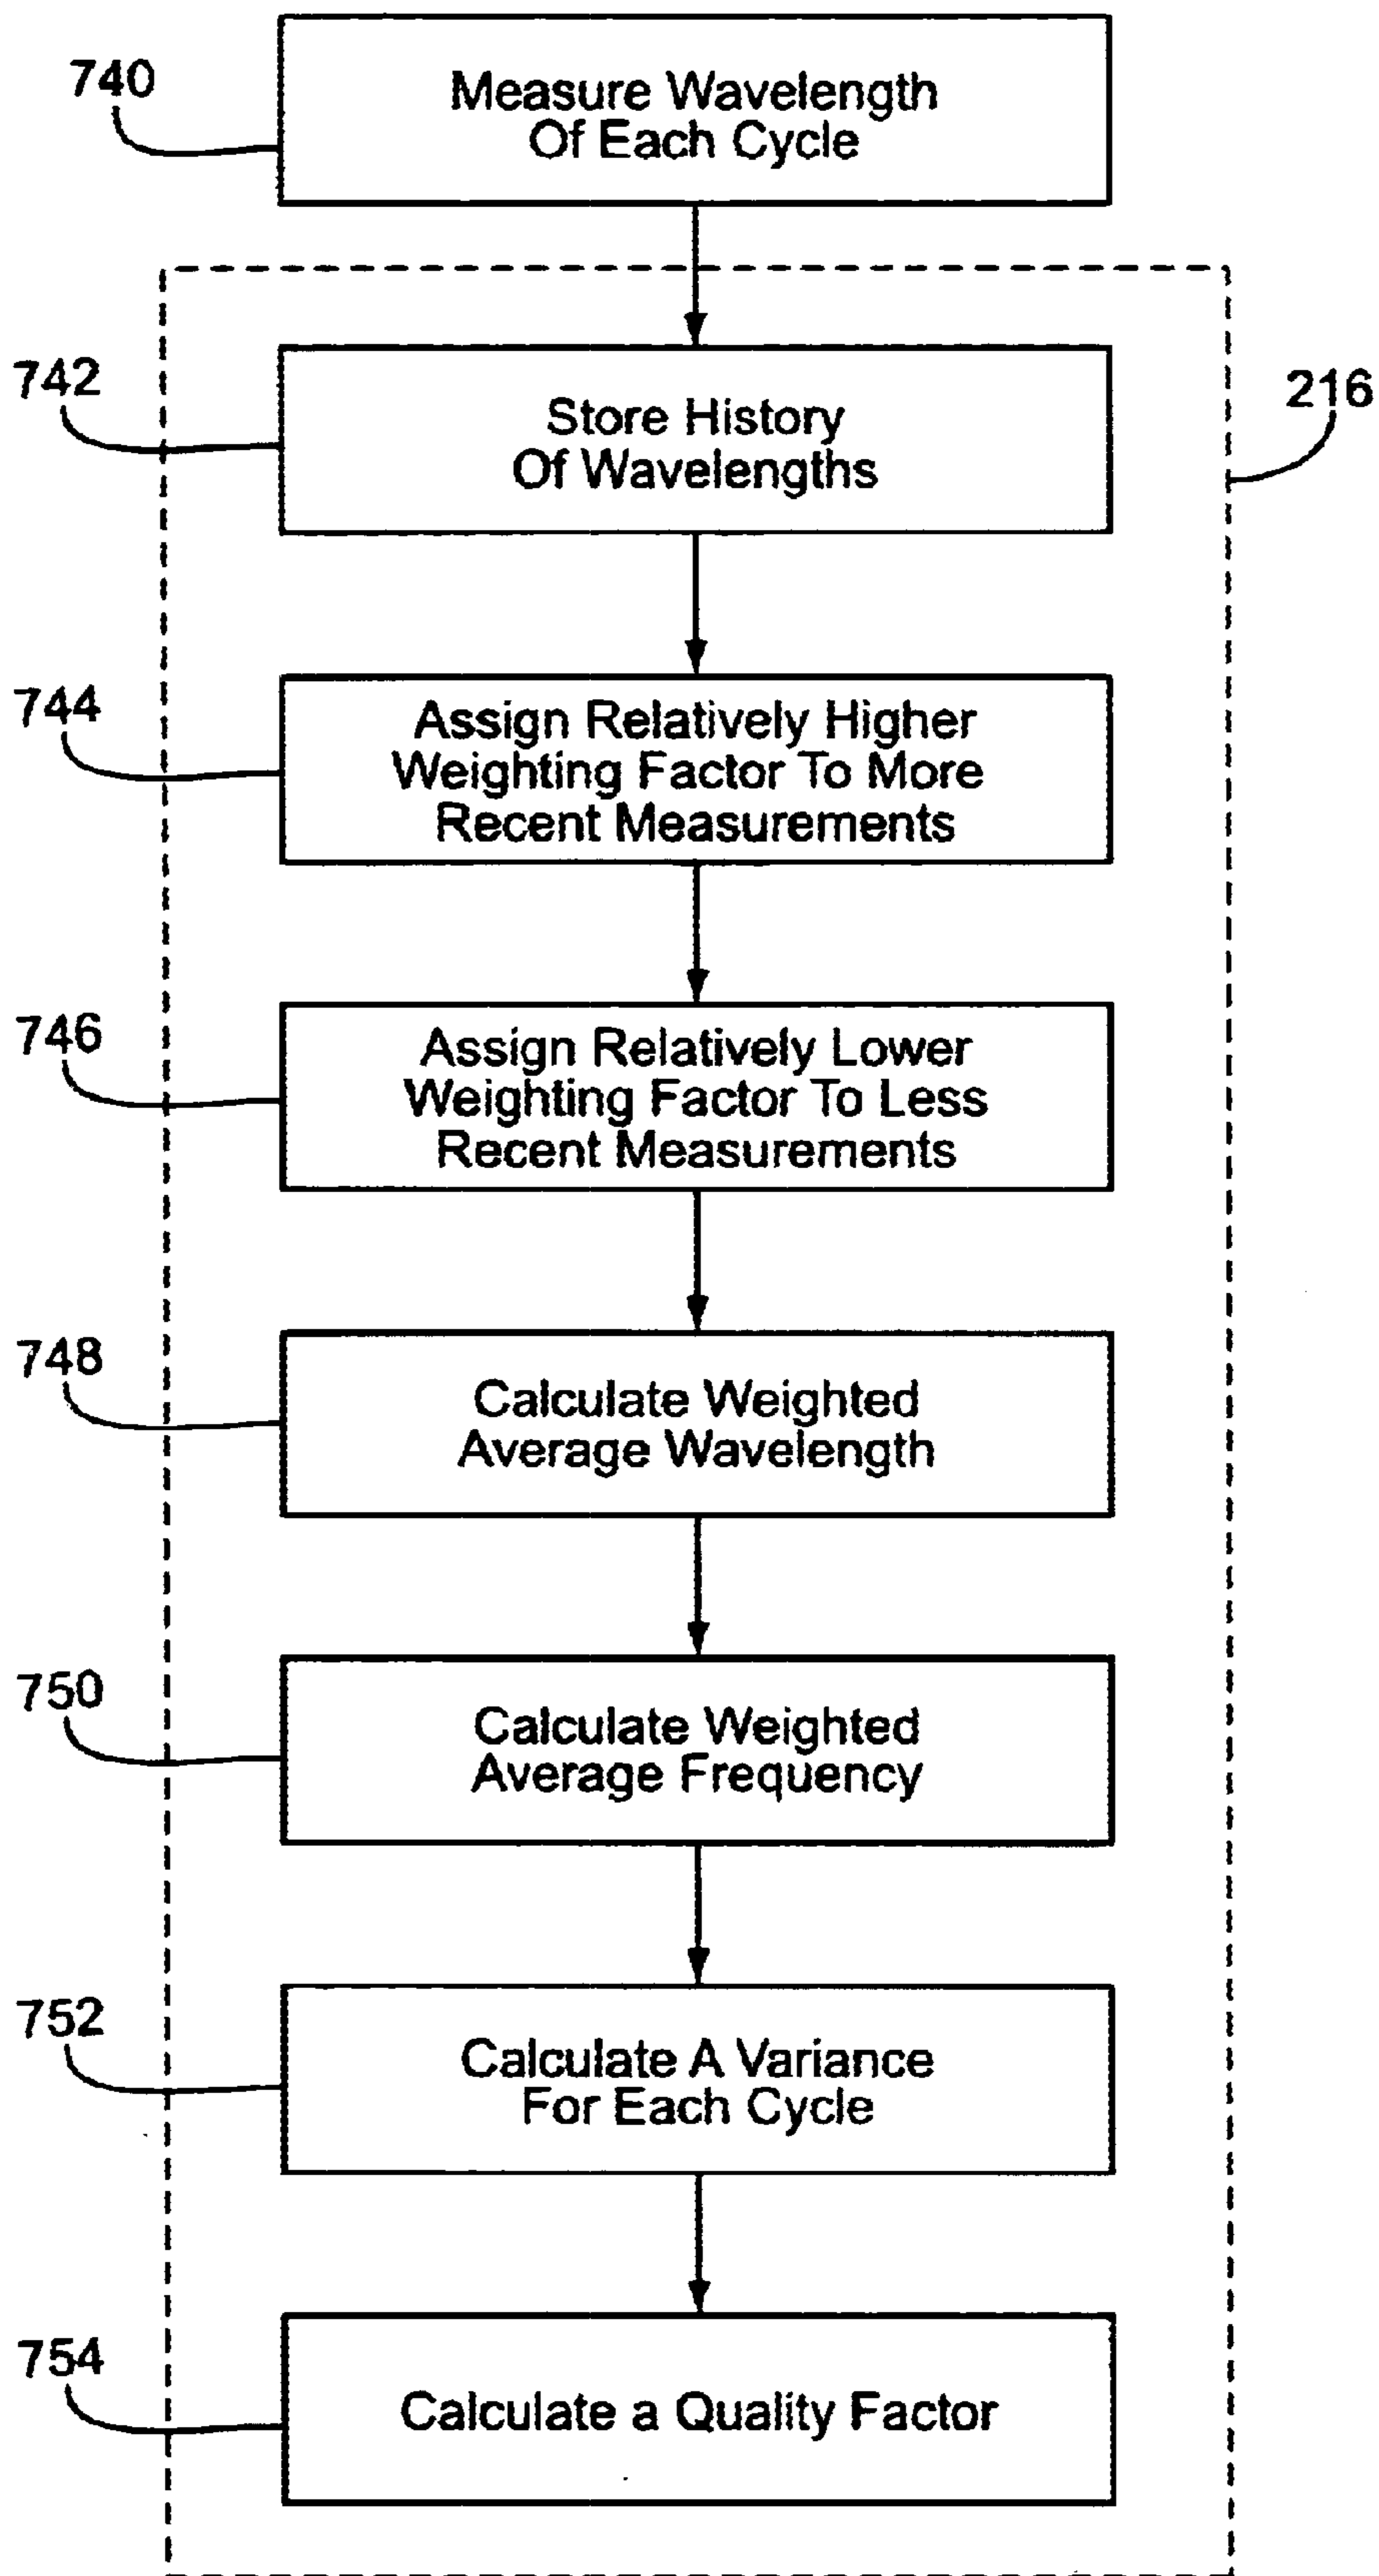 740
Measure Wavelength
Of Each Cycle
742
Store History
Of Wavelengths
216
744
Assign Relatively Higher
Weighting Factor To More
Recent Measurements
746
Assign Relatively Lower
Weighting Factor To Less
Recent Measurements
748
Calculate Weighted
Average Wavelength
750
Calculate Weighted
Average Frequency
752
Calculate A Variance
For Each Cycle
754
Calculate a Quality Factor